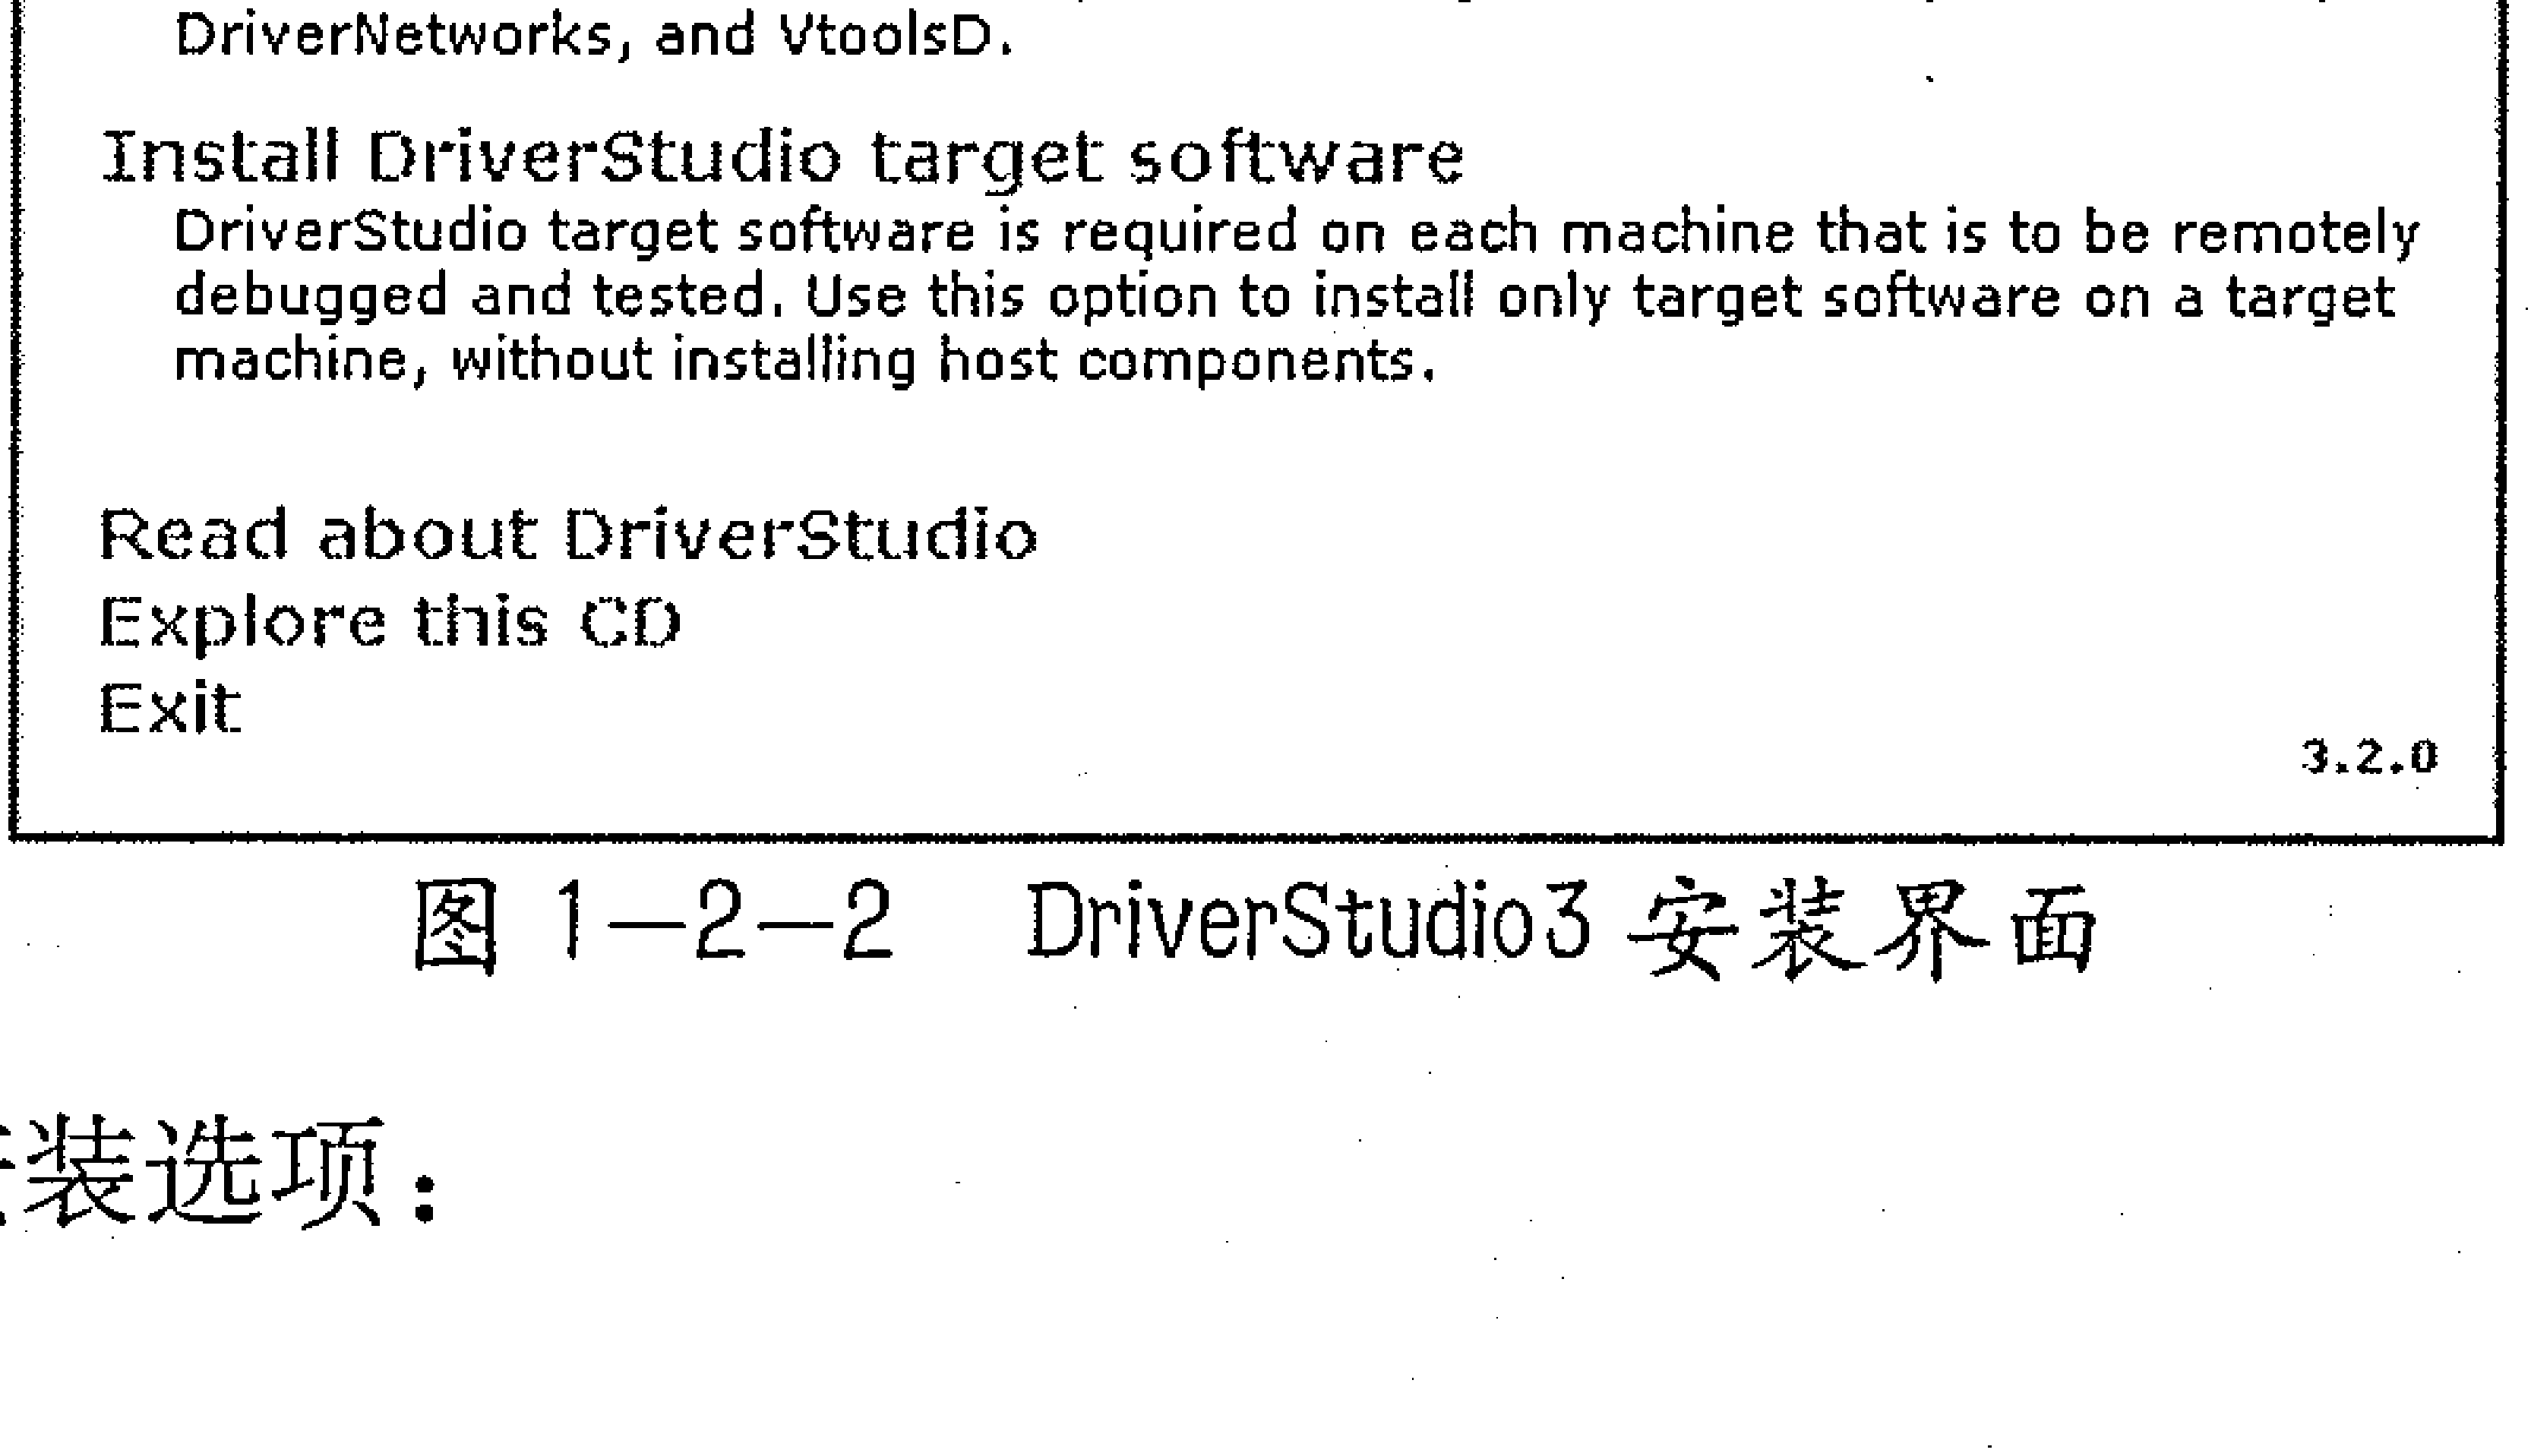 DriverNetworks, and VtoolsD.
Install DriverStudio target software
DriverStudio target software is required on each machine that is to be remotely
debugged and tested. Use this option to install only target software on a target
machine, without installing host components.
Read about DriverStudio
Explore this CD
Exit
3.2.0
图 1—2—2 DriverStudio3 安装界面
装选项：